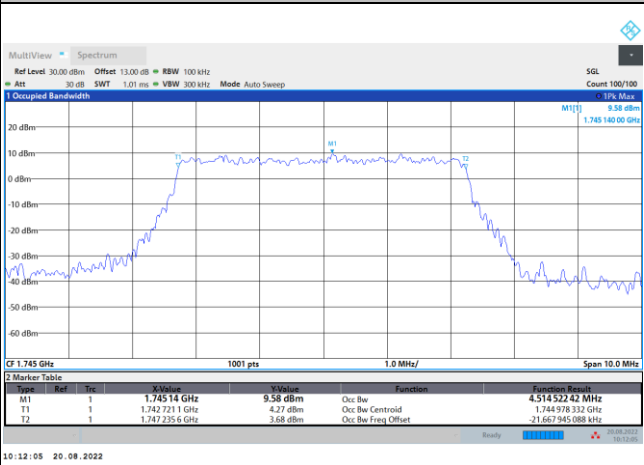 MultiView Spectrum
Ref Level 30.00 dBm Offset 13.00 dB RBW 100 kHz SGL
Att 30 dB SWT 1.01 ms VBW 300 kHz Mode Auto Sweep Count 100/100
1 Occupied Bandwidth 1Pk Max
M1[1] 9.58 dBm
1.745 140 00 GHz
20 dBm
M1
10 dBm
T1
T2
0 dBm
-10 dBm
-20 dBm
-30 dBm
-40 dBm
-50 dBm
-60 dBm
CF 1.745 GHz 1001 pts 1.0 MHz/ Span 10.0 MHz
2 Marker Table
Type Ref Trc X-Value Y-Value Function Function Result
M1 1 1.745 14 GHz 9.58 dBm Occ Bw 4.514 522 42 MHz
T1 1 1.742 721 1 GHz 4.27 dBm Occ Bw Centroid 1.744 978 332 GHz
T2 1 1.747 235 6 GHz 3.68 dBm Occ Bw Freq Offset -21.667 945 088 kHz
Ready 20.08.2022
10:12:05
10:12:05 20.08.2022